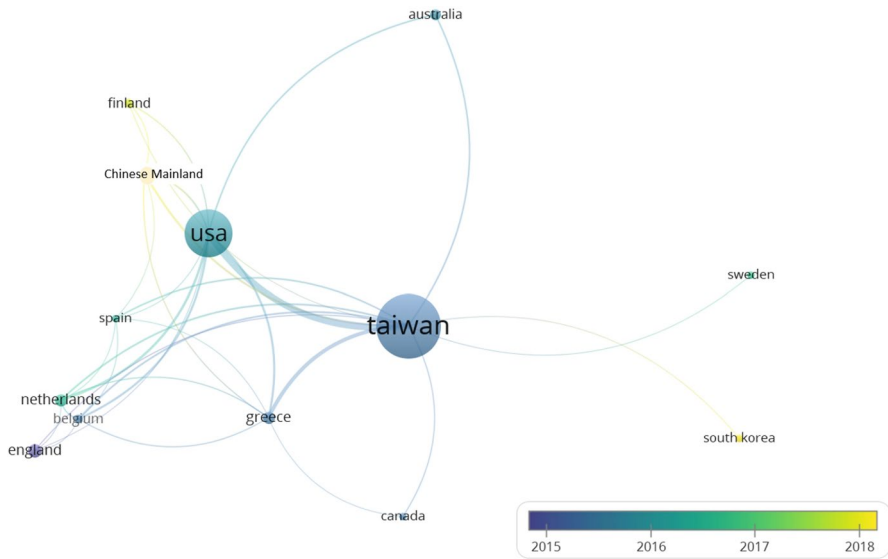 australia
finland
Chinese Mainland
usa
sweden
spain
taiwan
netherlands
belgium
greece
england
south korea
canada
2015 2016 2017 2018